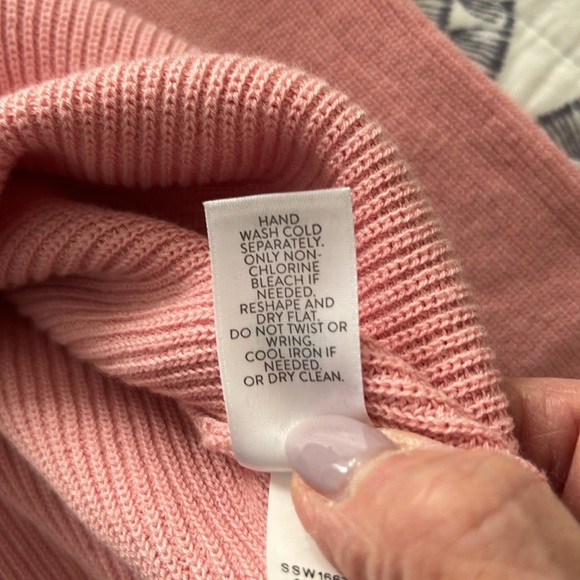 HAND
WASH COLD
SEPARATELY.
ONLY NON-
CHLORINE
BLEACH IF
NEEDED.
RESHAPE AND
DRY FLAT.
DO NOT TWIST OR
WRING.
COOL IRON IF
NEEDED.
OR DRY CLEAN.